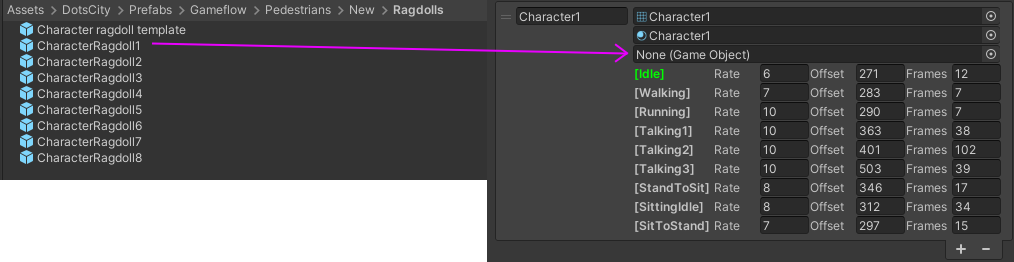 Assets > DotsCity > Prefabs > Gameflow > Pedestrians > New > Ragdolls
Character ragdoll template
CharacterRagdoll1
CharacterRagdoll2
CharacterRagdoll3
CharacterRagdoll4
CharacterRagdoll5
CharacterRagdoll6
CharacterRagdoll7
CharacterRagdoll8
Character1 Character1
Character1
None (Game Object)
[Idle] Rate 6 Offset 271 Frames 12
[Walking] Rate 7 Offset 283 Frames 7
[Running] Rate 10 Offset 290 Frames 7
[Talking1] Rate 10 Offset 363 Frames 38
[Talking2] Rate 10 Offset 401 Frames 102
[Talking3] Rate 10 Offset 503 Frames 39
[StandToSit] Rate 8 Offset 346 Frames 17
[SittingIdle] Rate 8 Offset 312 Frames 34
[SitToStand] Rate 7 Offset 297 Frames 15
+ −